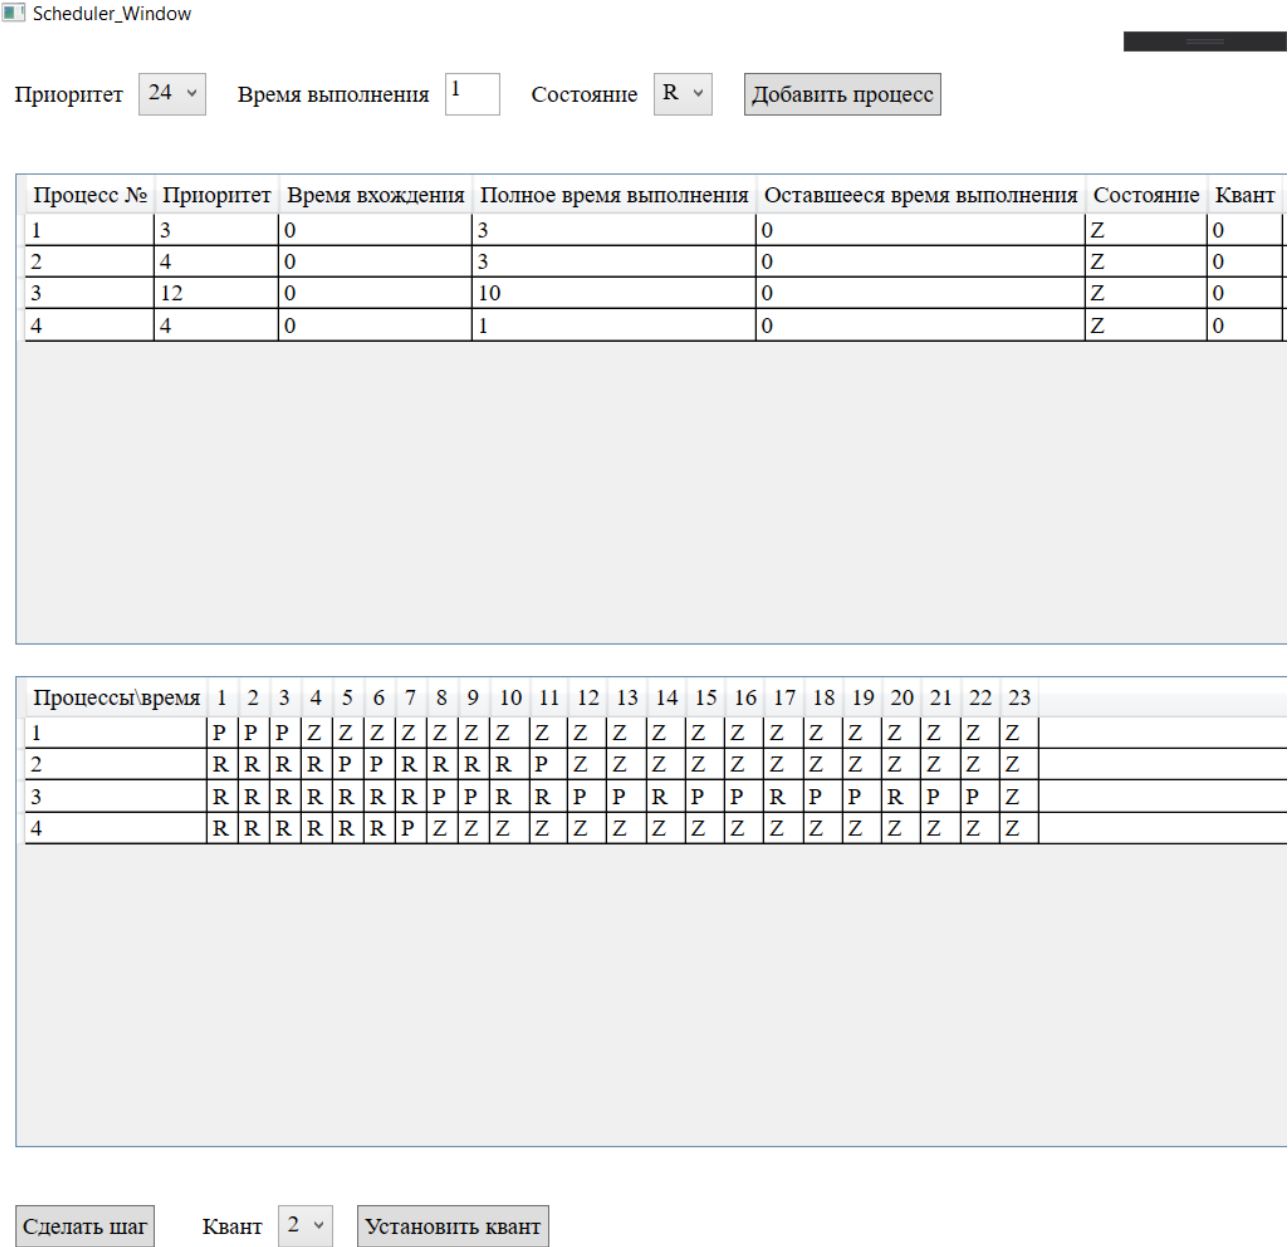 Scheduler_Window
Приоритет 24 Время выполнения 1 Состояние R Добавить процесс
Процесс № Приоритет Время вхождения Полное время выполнения Оставшееся время выполнения Состояние Квант
1 3 0 3 0 Z 0
2 4 0 3 0 Z 0
3 12 0 10 0 Z 0
4 4 0 1 0 Z 0
Процессы\время 1 2 3 4 5 6 7 8 9 10 11 12 13 14 15 16 17 18 19 20 21 22 23
1 P P P Z Z Z Z Z Z Z Z Z Z Z Z Z Z Z Z Z Z Z Z
2 R R R R P P R R R R P Z Z Z Z Z Z Z Z Z Z Z Z
3 R R R R R R R P P R R P P R P P R P P R P P Z
4 R R R R R R P Z Z Z Z Z Z Z Z Z Z Z Z Z Z Z Z
Сделать шаг Квант 2 Установить квант